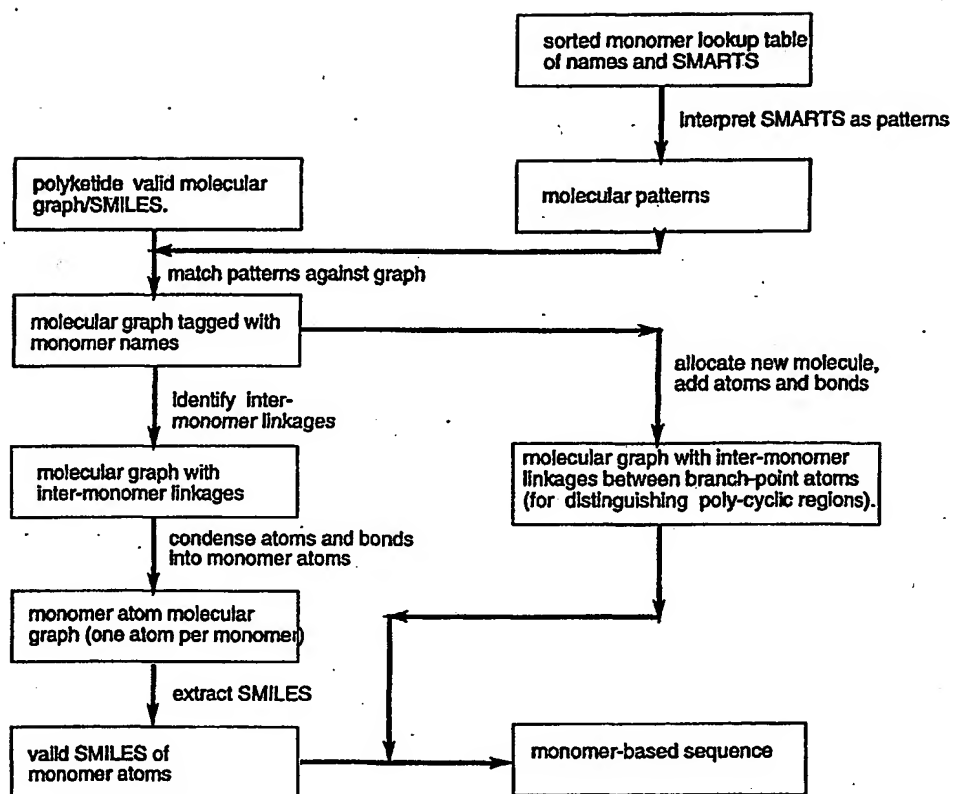 sorted monomer lookup table
of names and SMARTS
interpret SMARTS as patterns
polyketide valid molecular
graph/SMILES.
molecular patterns
match patterns against graph
molecular graph tagged with
monomer names
allocate new molecule,
add atoms and bonds
Identify inter-
monomer linkages
molecular graph with
inter-monomer linkages
molecular graph with inter-monomer
linkages between branch-point atoms
(for distinguishing poly-cyclic regions).
condense atoms and bonds
into monomer atoms
monomer atom molecular
graph (one atom per monomer)
extract SMILES
valid SMILES of
monomer atoms
monomer-based sequence